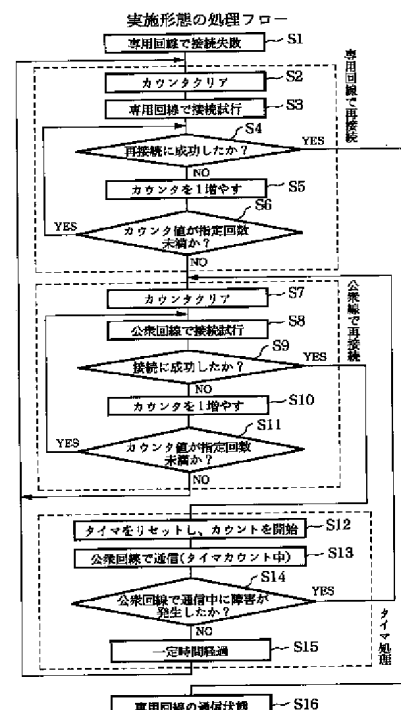 実施形態の処理フロー
専用回線で接続失敗
S1
カウンタクリア
S2
専用回線で接続試行
S3
再接続に成功したか？
S4
YES
NO
カウンタを1増やす
S5
カウンタ値が指定回数
未満か？
S6
YES
NO
専用回線で再接続
カウンタクリア
S7
公衆回線で接続試行
S8
接続に成功したか？
S9
YES
NO
カウンタを1増やす
S10
カウンタ値が指定回数
未満か？
S11
YES
NO
公衆線で再接続
タイマをリセットし、カウントを開始
S12
公衆回線で通信(タイマカウント中)
S13
公衆回線で通信中に障害が
発生したか？
S14
YES
NO
一定時間経過
S15
タイマ処理
専用回線の通信状態
S16